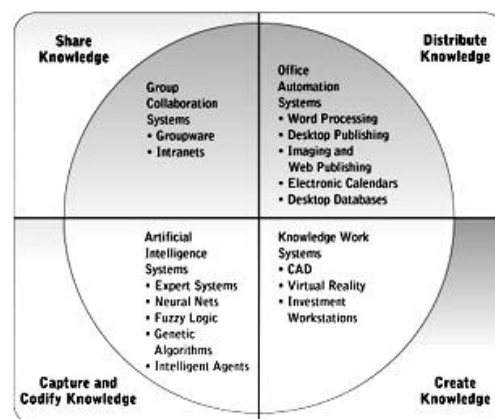 Share
Knowledge
Distribute
Knowledge
Group
Collaboration
Systems
• Groupware
• Intranets
Office
Automation
Systems
• Word Processing
• Desktop Publishing
• Imaging and
Web Publishing
• Electronic Calendars
• Desktop Databases
Artificial
Intelligence
Systems
• Expert Systems
• Neural Nets
• Fuzzy Logic
• Genetic
Algorithms
• Intelligent Agents
Knowledge Work
Systems
• CAD
• Virtual Reality
• Investment
Workstations
Capture and
Codify Knowledge
Create
Knowledge